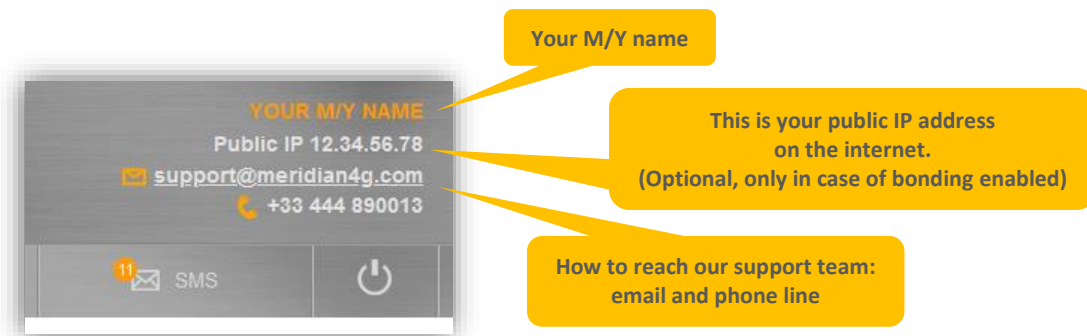 Your M/Y name
YOUR M/Y NAME
Public IP 12.34.56.78
support@meridian4g.com
+33 444 890013
11 SMS
This is your public IP address
on the internet.
(Optional, only in case of bonding enabled)
How to reach our support team:
email and phone line